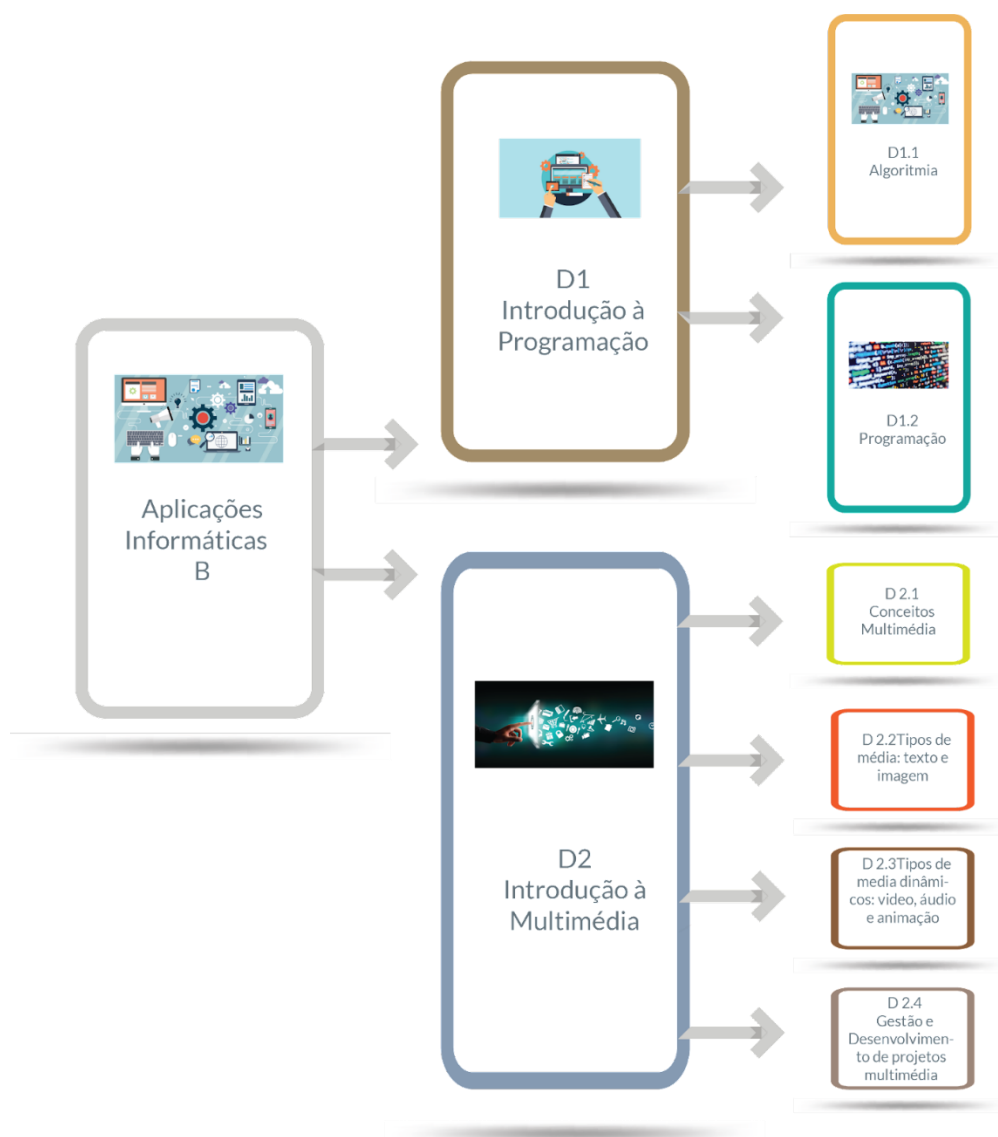 Aplicações
Informáticas
B
D1
Introdução à
Programação
D1.1
Algoritmia
D1.2
Programação
D2
Introdução à
Multimédia
D 2.1
Conceitos
Multimédia
D 2.2Tipos de
média: texto e
imagem
D 2.3Tipos de
media dinâmi-
cos: video, áudio
e animação
D 2.4
Gestão e
Desenvolvimen-
to de projetos
multimédia